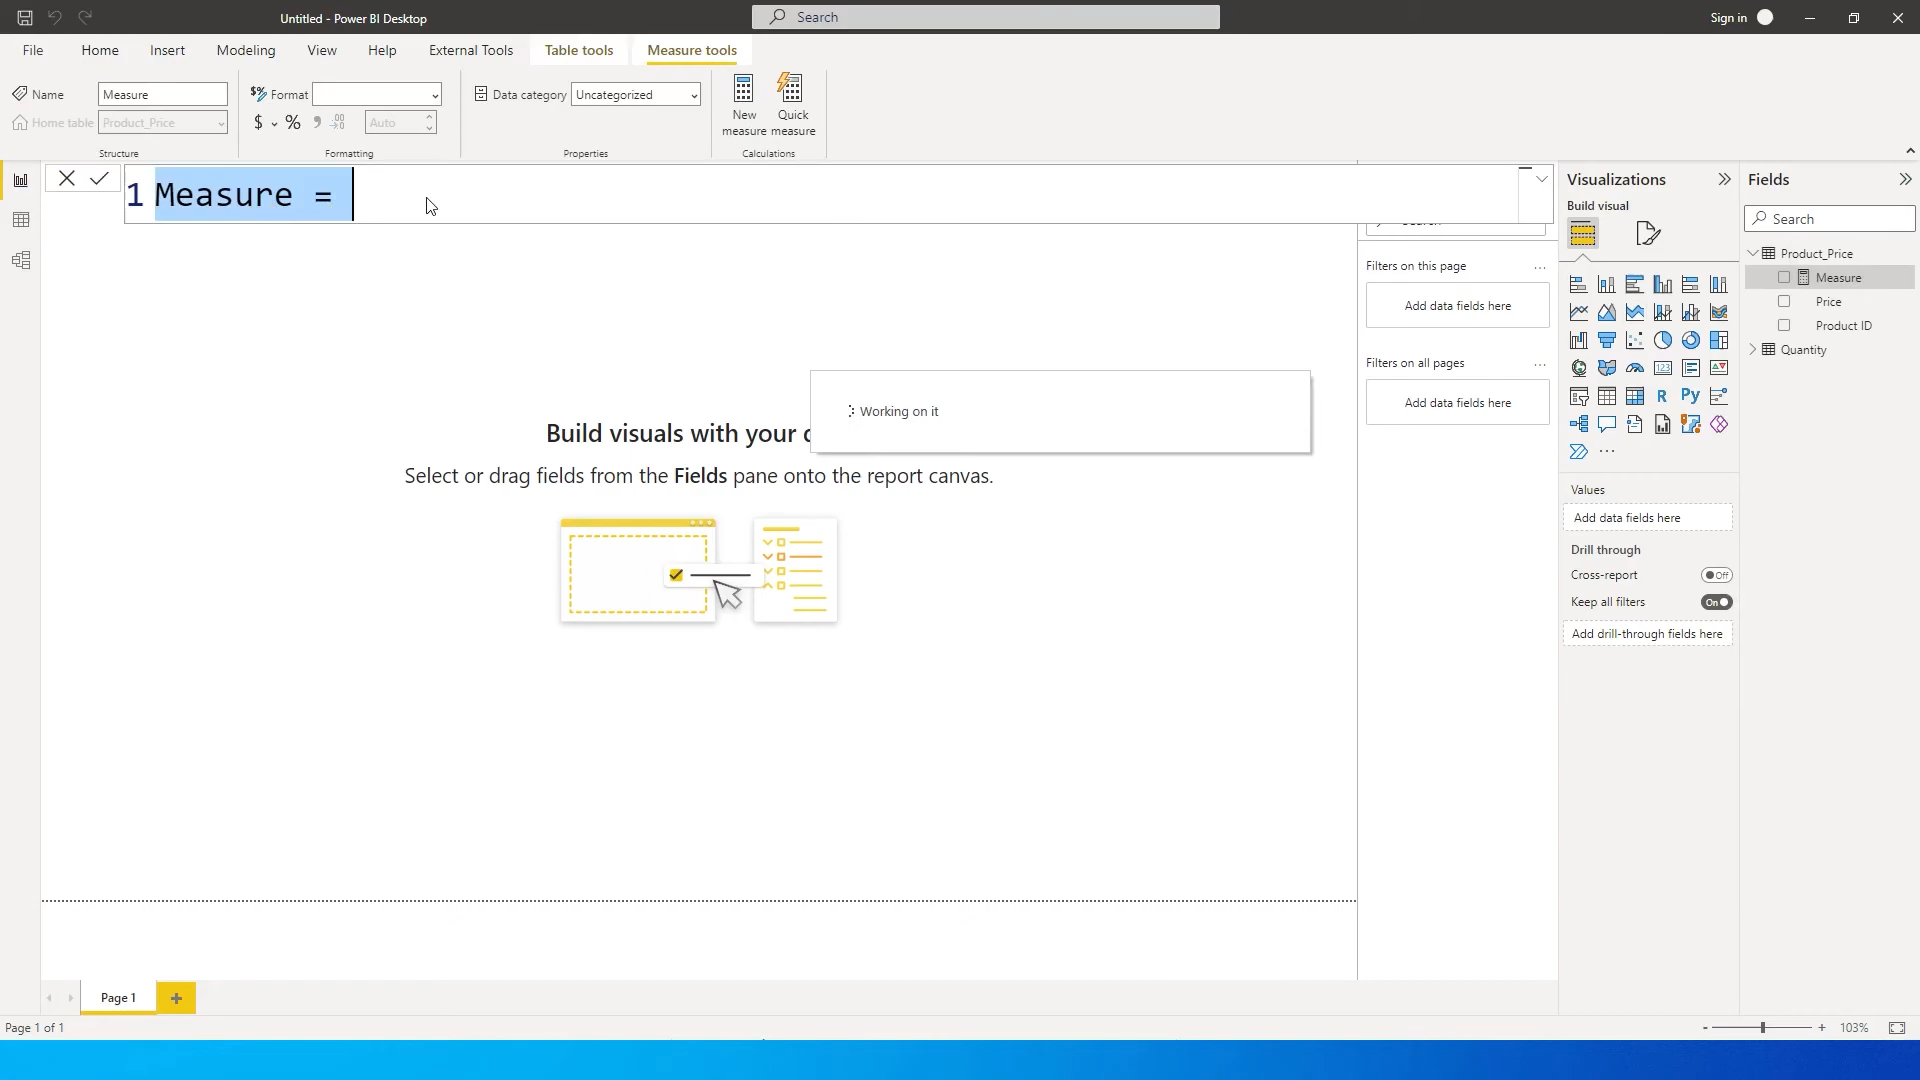 Untitled - Power BI Desktop
Search
Sign in
File
Home
Insert
Modeling
View
Help
External Tools
Table tools
Measure tools
Name
Measure
Home table
Product_Price
Structure
$% Format
$
%
Auto
Formatting
Data category
Uncategorized
Properties
New
measure
Quick
measure
Calculations
1 Measure =
Filters on this page
...
Add data fields here
Filters on all pages
...
Add data fields here
Working on it
Build visuals with your
Select or drag fields from the Fields pane onto the report canvas.
Visualizations
Build visual
123
R
Py
...
Values
Add data fields here
Drill through
Cross-report
Off
Keep all filters
On
Add drill-through fields here
Fields
Search
Product_Price
Measure
Price
Product ID
Quantity
Page 1
Page 1 of 1
- +
103%